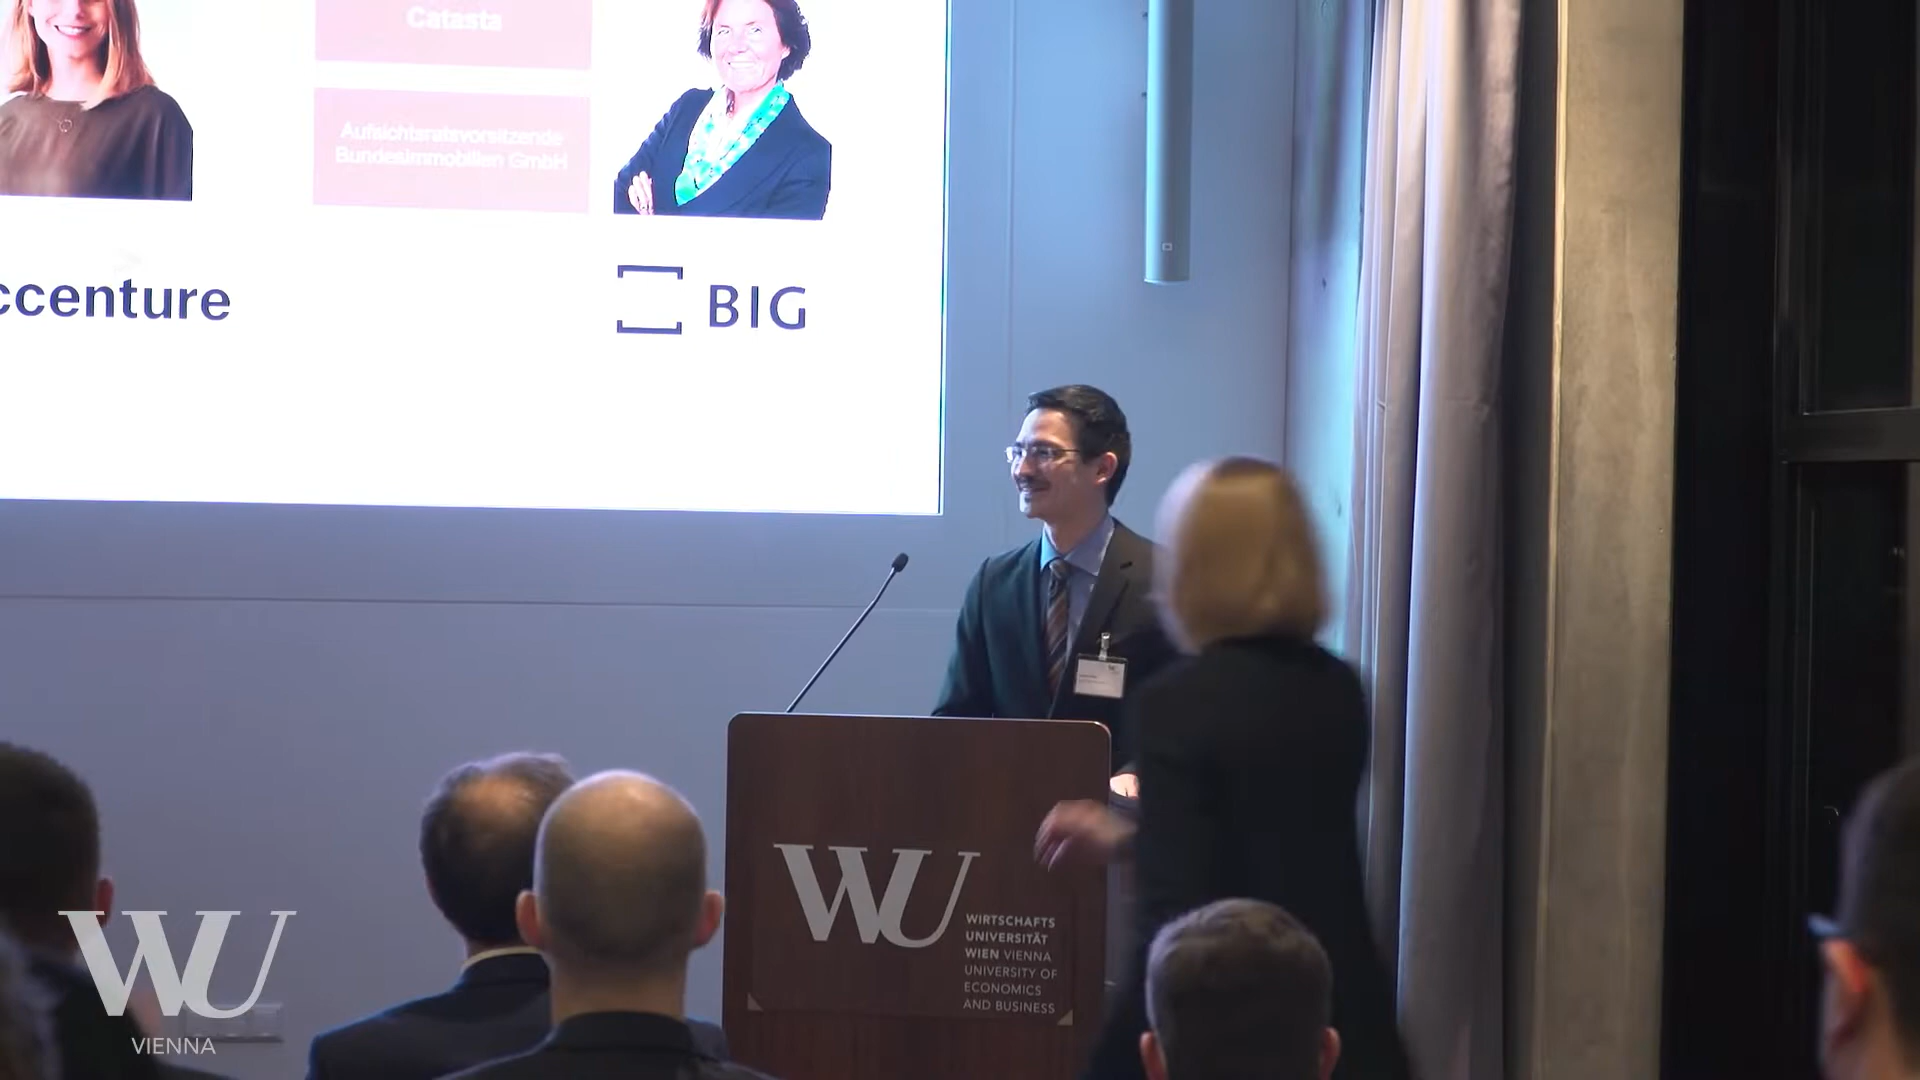 Catasta
Aufsichtsratsvorsitzende
Bundesimmobilien GmbH
ccenture
BIG
WU
WIRTSCHAFTS
UNIVERSITÄT
WIEN VIENNA
UNIVERSITY OF
ECONOMICS
AND BUSINESS
WU
VIENNA